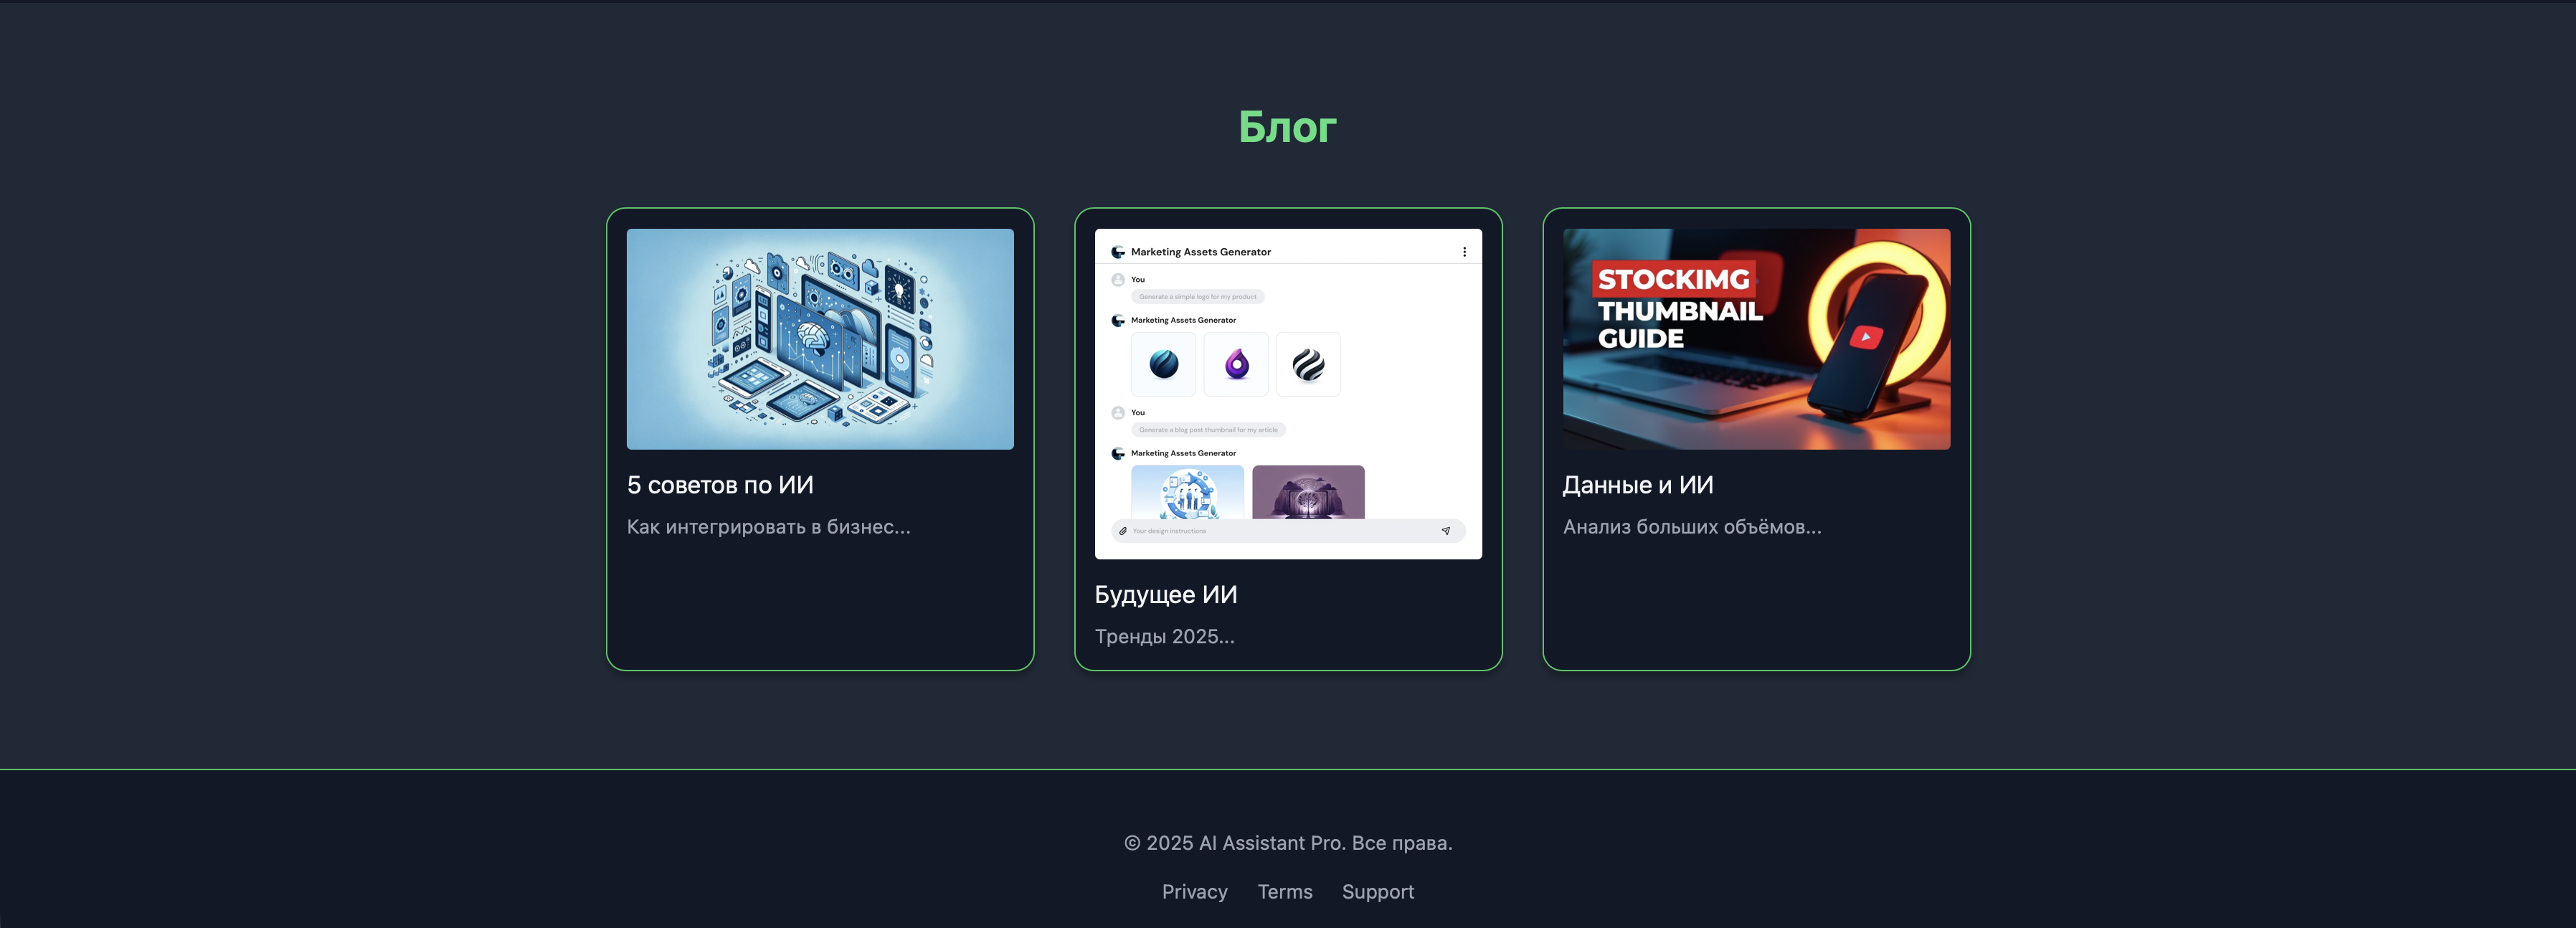 Блог
5 советов по ИИ
Как интегрировать в бизнес...
Marketing Assets Generator
You
Generate a simple logo for my product
Marketing Assets Generator
You
Generate a blog post thumbnail for my article
Marketing Assets Generator
Your design instructions
Будущее ИИ
Тренды 2025...
STOCKIMG
THUMBNAIL
GUIDE
Данные и ИИ
Анализ больших объёмов...
© 2025 AI Assistant Pro. Все права.
Privacy Terms Support